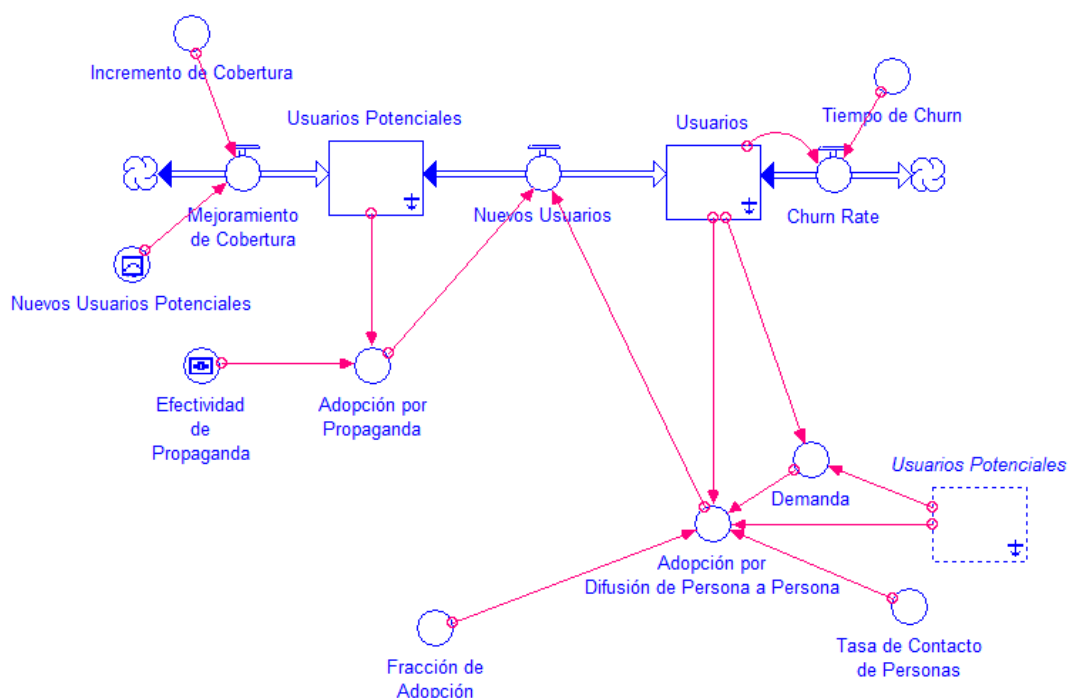 Incremento de Cobertura
Usuarios Potenciales
Usuarios
Tiempo de Churn
Mejoramiento
de Cobertura
Nuevos Usuarios
Churn Rate
Nuevos Usuarios Potenciales
Efectividad
de
Propaganda
Adopción por
Propaganda
Usuarios Potenciales
Demanda
Adopción por
Difusión de Persona a Persona
Fracción de
Adopción
Tasa de Contacto
de Personas